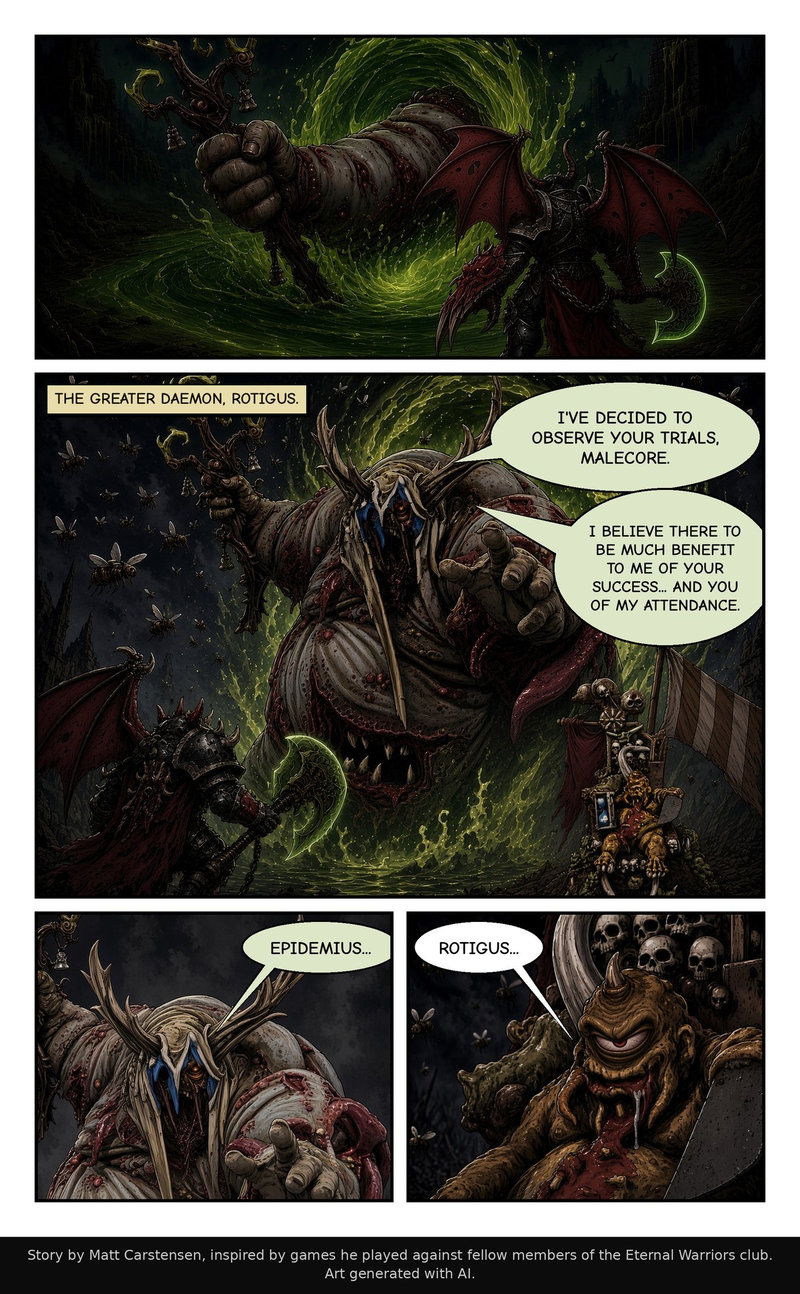 THE GREATER DAEMON, ROTIGUS.
I'VE DECIDED TO
OBSERVE YOUR TRIALS,
MALECORE.
I BELIEVE THERE TO
BE MUCH BENEFIT
TO ME OF YOUR
SUCCESS... AND YOU
OF MY ATTENDANCE.
EPIDEMIUS...
ROTIGUS...
Story by Matt Carstensen, inspired by games he played against fellow members of the Eternal Warriors club.
Art generated with AI.